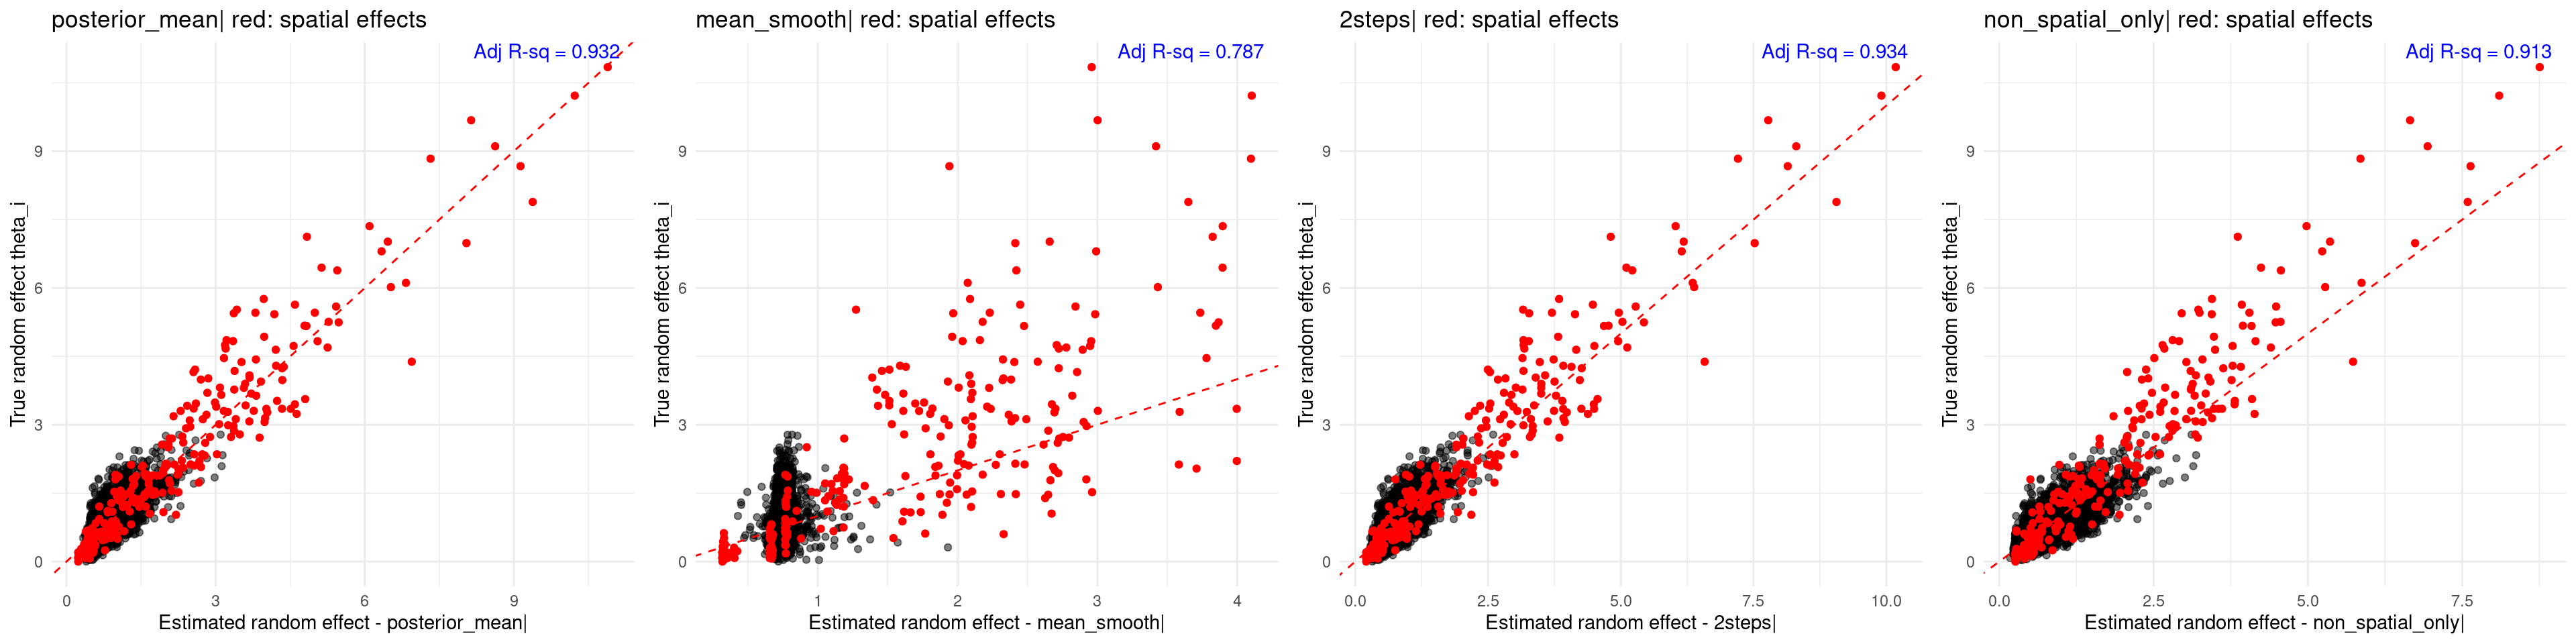 posterior_mean| red: spatial effects
Adj R-sq = 0.932
True random effect theta_i
9
6
3
0
0 3 6 9
Estimated random effect - posterior_mean|
mean_smooth| red: spatial effects
Adj R-sq = 0.787
True random effect theta_i
9
6
3
0
1 2 3 4
Estimated random effect - mean_smooth|
2steps| red: spatial effects
Adj R-sq = 0.934
True random effect theta_i
9
6
3
0
0.0 2.5 5.0 7.5 10.0
Estimated random effect - 2steps|
non_spatial_only| red: spatial effects
Adj R-sq = 0.913
True random effect theta_i
9
6
3
0
0.0 2.5 5.0 7.5
Estimated random effect - non_spatial_only|